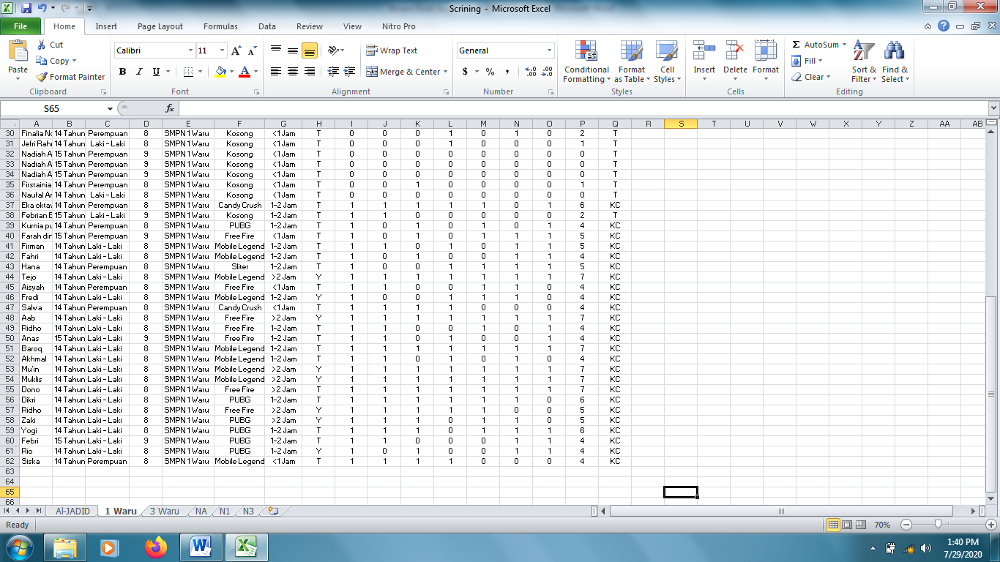 Scrining - Microsoft Excel
File Home Insert Page Layout Formulas Data Review View Nitro Pro
Paste Cut Copy Format Painter Clipboard
Calibri 11 B I U Font
Wrap Text Merge & Center Alignment
General $ % , Number
Conditional Formatting Format as Table Cell Styles Styles
Insert Delete Format Cells
AutoSum Fill Clear Sort & Filter Find & Select Editing
S65 fx
A B C D E F G H I J K L M N O P Q R S T U V W X Y Z AA AB
30 Finalia No 14 Tahun Perempuan 8 SMPN 1 Waru Kosong <1 Jam T 0 0 0 1 0 1 0 2 T
31 Jefri Rahi 14 Tahun Laki - Laki 8 SMPN 1 Waru Kosong <1 Jam T 0 0 0 1 0 0 0 1 T
32 Nadiah A 15 Tahun Perempuan 9 SMPN 1 Waru Kosong <1 Jam T 0 0 0 0 0 0 0 0 T
33 Nadiah A 15 Tahun Perempuan 9 SMPN 1 Waru Kosong <1 Jam T 0 0 0 0 0 0 0 0 T
34 Nadiah A 15 Tahun Perempuan 9 SMPN 1 Waru Kosong <1 Jam T 0 0 0 0 0 0 0 0 T
35 Firstainia 14 Tahun Perempuan 8 SMPN 1 Waru Kosong <1 Jam T 0 0 1 0 0 0 0 1 T
36 Naufal Ar 14 Tahun Laki - Laki 8 SMPN 1 Waru Kosong <1 Jam T 0 0 0 0 0 0 0 0 T
37 Eka oktav 14 Tahun Perempuan 8 SMPN 1 Waru Candy Crush 1-2 Jam T 1 1 1 1 1 0 1 6 KC
38 Febrian E 15 Tahun Laki - Laki 9 SMPN 1 Waru Kosong 1-2 Jam T 1 1 0 0 0 0 0 2 T
39 Kurnia pu 14 Tahun Perempuan 8 SMPN 1 Waru PUBG 1-2 Jam T 1 0 1 0 1 0 1 4 KC
40 Farah din 15 Tahun Perempuan 9 SMPN 1 Waru Free Fire <1 Jam T 1 0 1 0 1 1 1 5 KC
41 Firman 14 Tahun Laki - Laki 8 SMPN 1 Waru Mobile Legend 1-2 Jam T 1 1 0 1 0 1 1 5 KC
42 Fahri 14 Tahun Laki - Laki 8 SMPN 1 Waru Mobile Legend 1-2 Jam T 1 0 1 0 0 1 1 4 KC
43 Hana 14 Tahun Perempuan 8 SMPN 1 Waru Sliter 1-2 Jam T 1 0 0 1 1 1 1 5 KC
44 Tejo 14 Tahun Laki - Laki 8 SMPN 1 Waru Mobile Legend >2 Jam Y 1 1 1 1 1 1 1 7 KC
45 Aisyah 14 Tahun Perempuan 8 SMPN 1 Waru Free Fire <1 Jam T 1 1 0 0 1 1 0 4 KC
46 Fredi 14 Tahun Laki - Laki 8 SMPN 1 Waru Mobile Legend 1-2 Jam Y 1 0 0 1 1 1 0 4 KC
47 Salwa 14 Tahun Perempuan 8 SMPN 1 Waru Candy Crush <1 Jam T 1 1 1 1 0 0 0 4 KC
48 Aab 14 Tahun Laki - Laki 8 SMPN 1 Waru Free Fire >2 Jam Y 1 1 1 1 1 1 1 7 KC
49 Ridho 14 Tahun Laki - Laki 8 SMPN 1 Waru Free Fire 1-2 Jam T 1 1 1 0 0 1 0 4 KC
50 Anas 15 Tahun Laki - Laki 9 SMPN 1 Waru Free Fire 1-2 Jam T 1 1 0 1 0 0 1 4 KC
51 Baroq 14 Tahun Laki - Laki 8 SMPN 1 Waru Mobile Legend 1-2 Jam T 1 1 1 1 1 1 1 7 KC
52 Akhmal 14 Tahun Laki - Laki 8 SMPN 1 Waru Mobile Legend 1-2 Jam T 1 1 0 1 0 1 0 4 KC
53 Mu'in 14 Tahun Laki - Laki 8 SMPN 1 Waru Mobile Legend >2 Jam Y 1 1 1 1 1 1 1 7 KC
54 Muklis 14 Tahun Laki - Laki 8 SMPN 1 Waru Mobile Legend >2 Jam Y 1 1 1 1 1 1 1 7 KC
55 Dono 14 Tahun Laki - Laki 8 SMPN 1 Waru Free Fire >2 Jam T 1 1 1 1 1 1 1 7 KC
56 Dikri 14 Tahun Laki - Laki 8 SMPN 1 Waru PUBG 1-2 Jam T 1 1 1 1 1 1 0 6 KC
57 Ridho 14 Tahun Laki - Laki 8 SMPN 1 Waru Free Fire >2 Jam Y 1 1 1 1 1 0 0 5 KC
58 Zaki 14 Tahun Laki - Laki 8 SMPN 1 Waru PUBG >2 Jam Y 1 1 1 0 1 1 0 5 KC
59 Yogi 14 Tahun Laki - Laki 8 SMPN 1 Waru PUBG 1-2 Jam T 1 1 1 0 1 1 1 6 KC
60 Febri 15 Tahun Laki - Laki 9 SMPN 1 Waru PUBG 1-2 Jam T 1 1 0 0 0 1 1 4 KC
61 Rio 14 Tahun Laki - Laki 8 SMPN 1 Waru PUBG 1-2 Jam Y 1 0 1 0 0 1 1 4 KC
62 Siska 14 Tahun Perempuan 8 SMPN 1 Waru Mobile Legend <1 Jam T 1 1 1 1 0 0 0 4 KC
63
64
65
66
Al-JADID 1 Waru 3 Waru NA N1 N3
Ready 70%
1:40 PM
7/29/2020